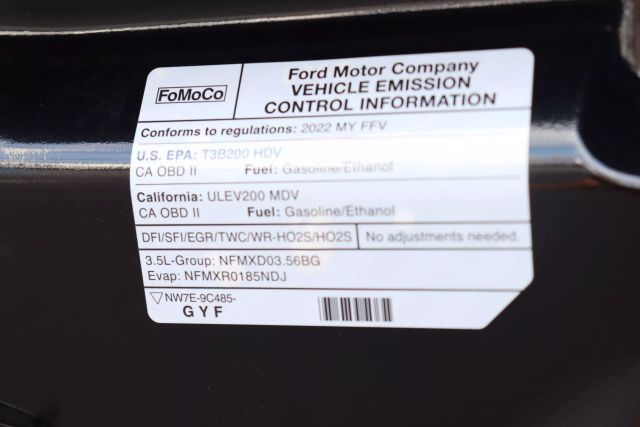 FoMoCo
Ford Motor Company
VEHICLE EMISSION
CONTROL INFORMATION
Conforms to regulations: 2022 MY FFV
U.S. EPA: T3B200 HDV
CA OBD II Fuel: Gasoline/Ethanol
California: ULEV200 MDV
CA OBD II Fuel: Gasoline/Ethanol
DFI/SFI/EGR/TWC/WR-HO2S/HO2S No adjustments needed.
3.5L-Group: NFMXD03.56BG
Evap: NFMXR0185NDJ
NW7E-9C485-
GYF